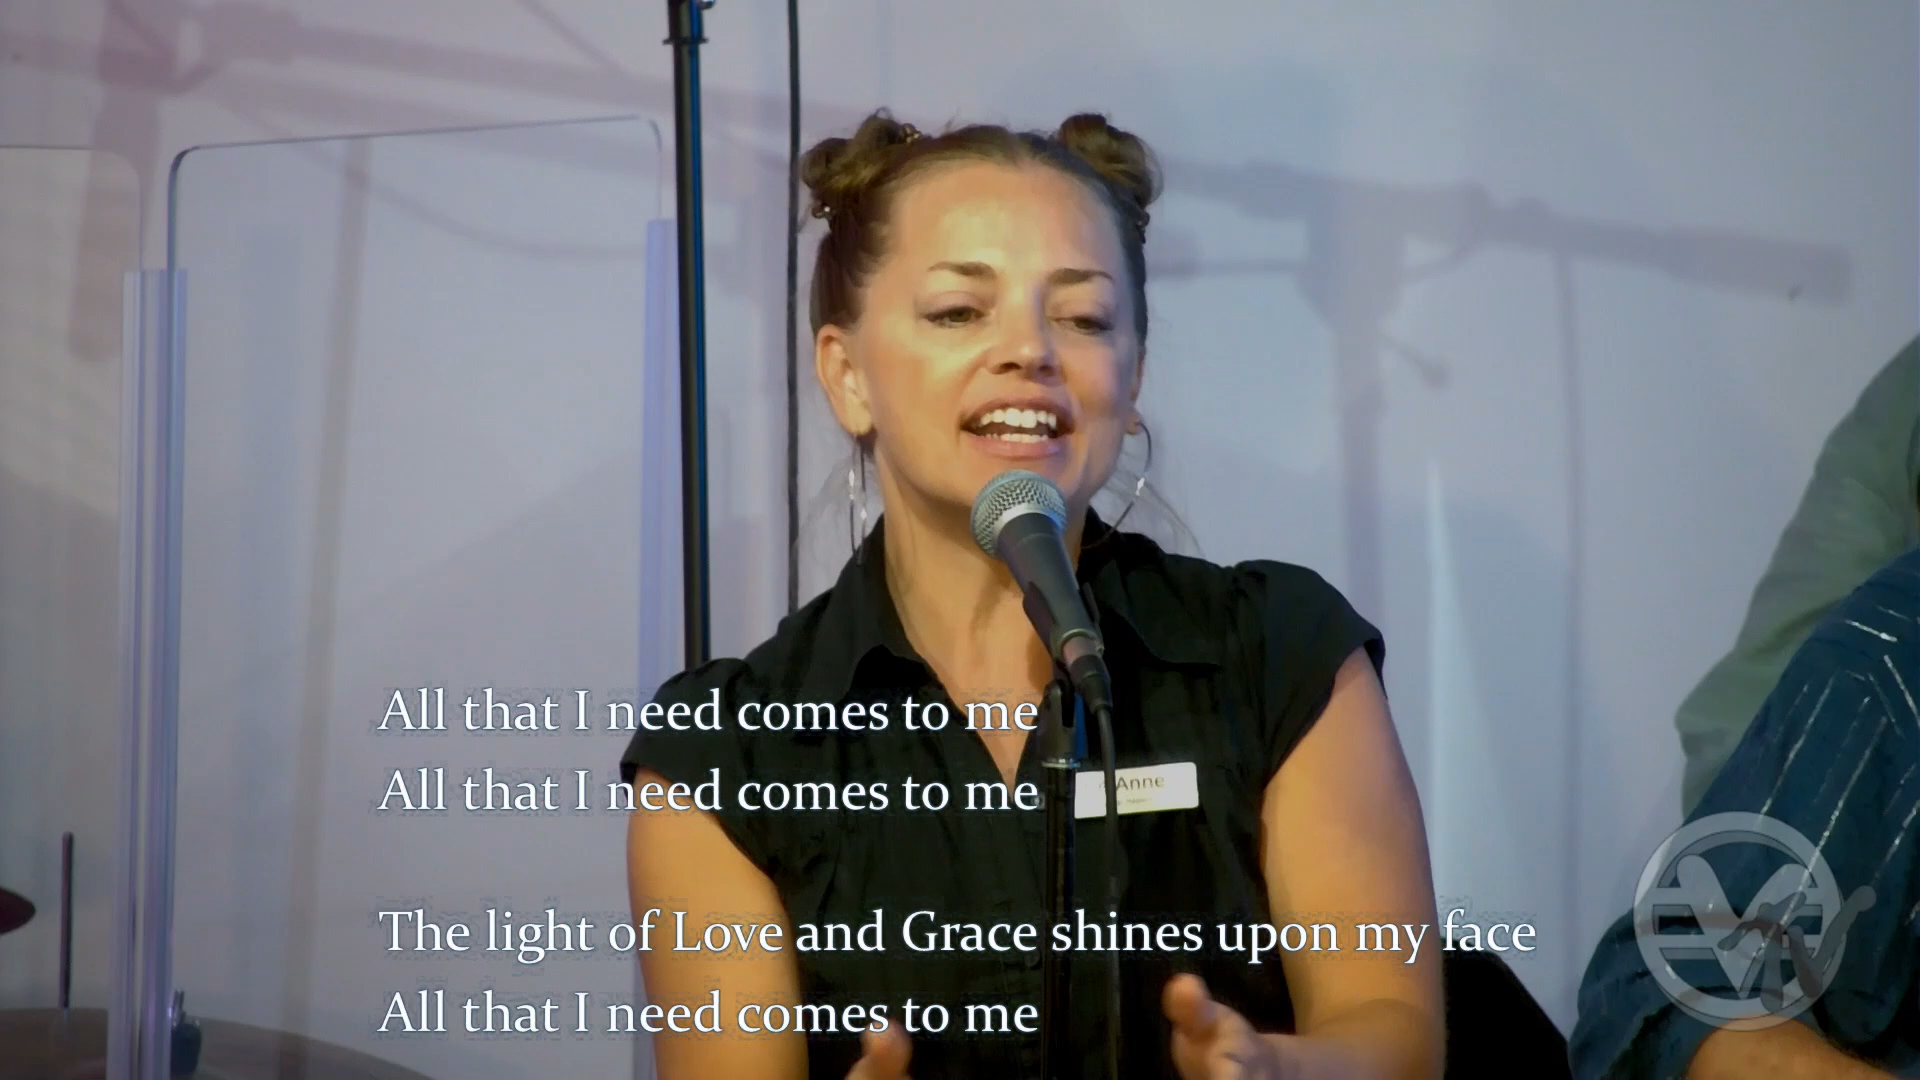 All that I need comes to me
All that I need comes to me
Anne
The light of Love and Grace shines upon my face
All that I need comes to me